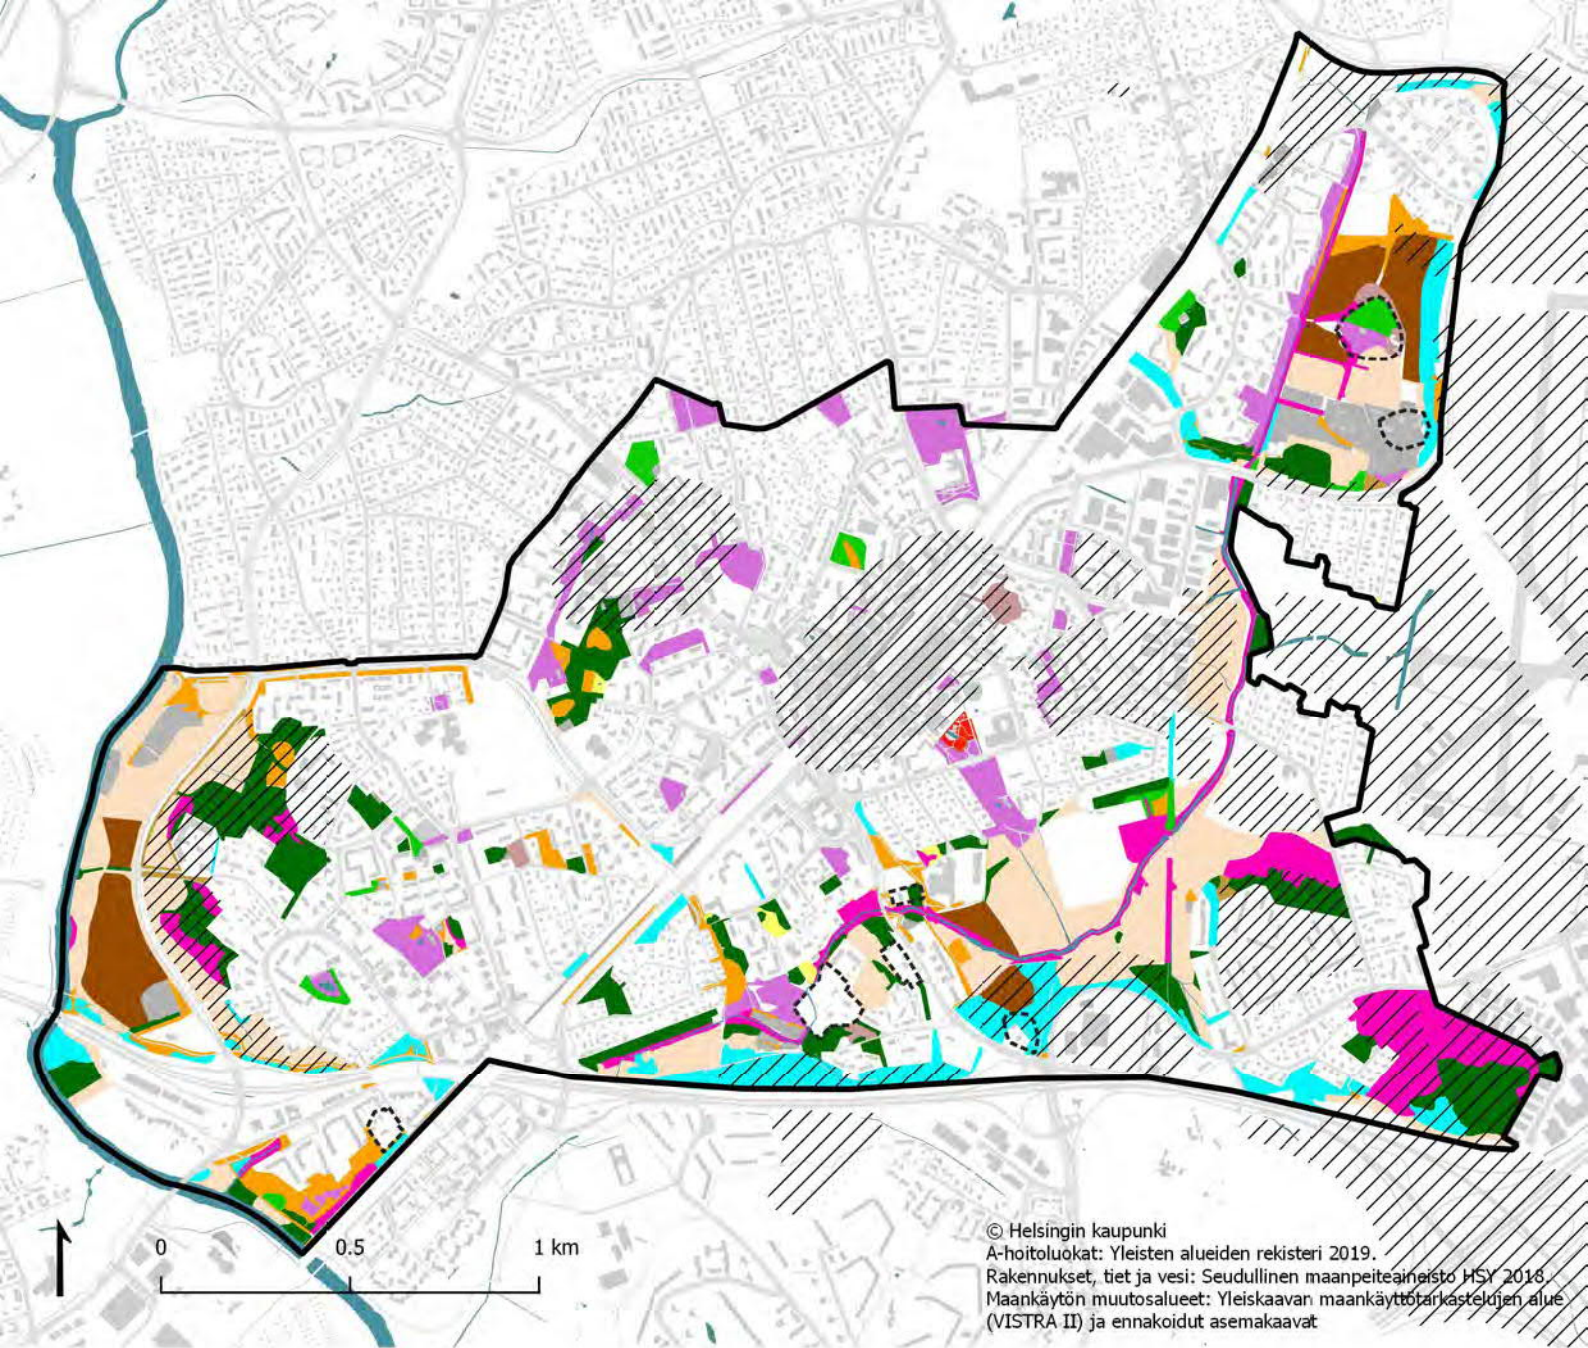 0 0.5 1 km
© Helsingin kaupunki
A-hoitoluokat: Yleisten alueiden rekisteri 2019.
Rakennukset, tiet ja vesi: Seudullinen maanpeiteaineisto HSY 2018.
Maankäytön muutosalueet: Yleiskaavan maankäyttötarkastelujen alue
(VISTRA II) ja ennakoidut asemakaavat